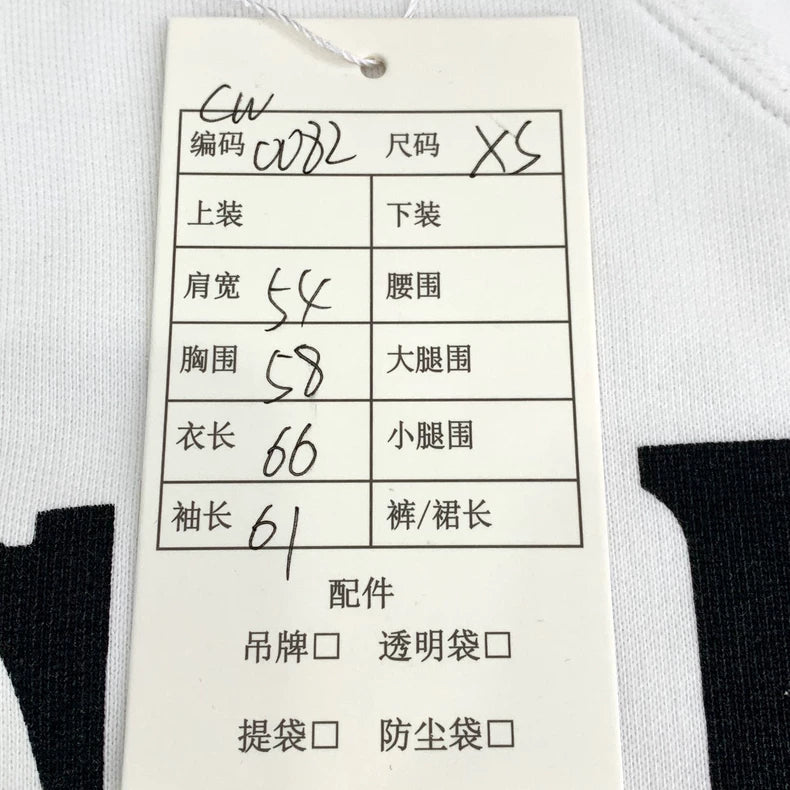 CW
编码 0082 尺码 XS
上装 下装
肩宽 54 腰围
胸围 58 大腿围
衣长 66 小腿围
袖长 61 裤/裙长
配件
吊牌□ 透明袋□
提袋□ 防尘袋□